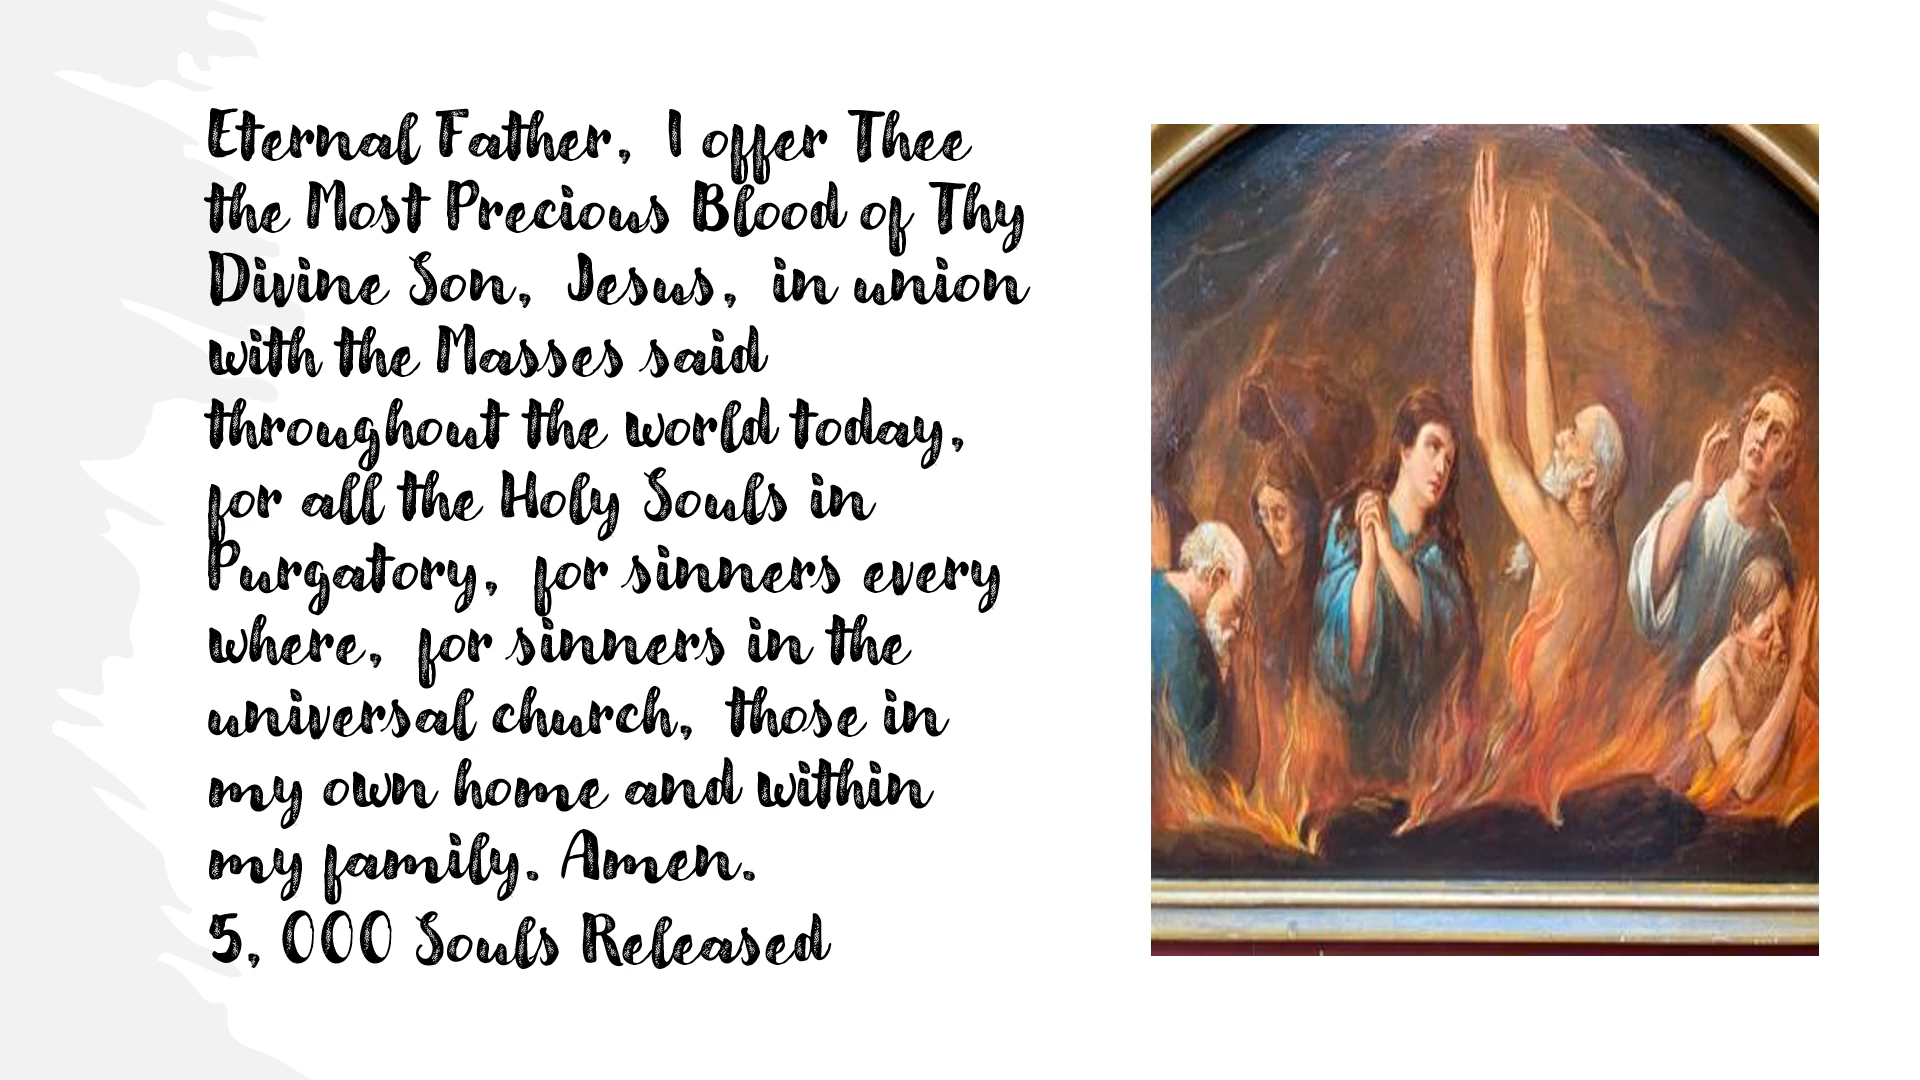 Eternal Father, I offer Thee
the Most Precious Blood of Thy
Divine Son, Jesus, in union
with the Masses said
throughout the world today,
for all the Holy Souls in
Purgatory, for sinners every
where, for sinners in the
universal church, those in
my own home and within
my family. Amen.
5,000 Souls Released